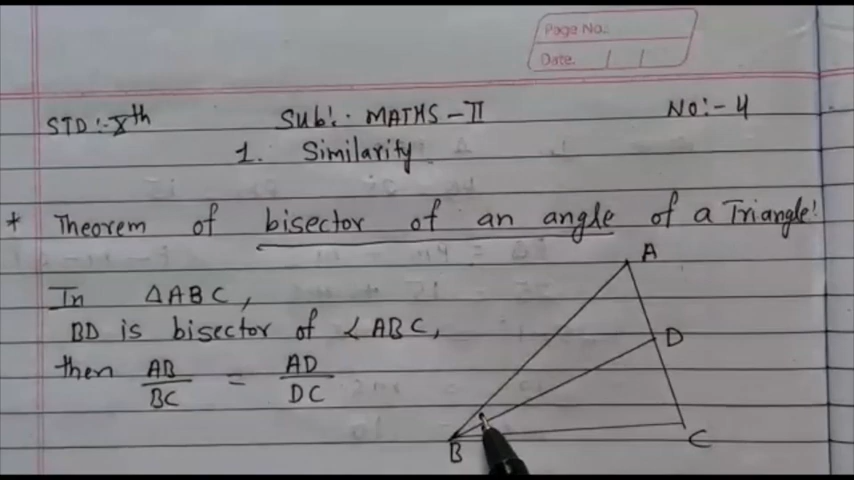 Page No.:
Date. / /
STD :- Xth Sub :- MATHS - II No :- 4
1. Similarity
* Theorem of bisector of an angle of a Triangle :
In ΔABC,
BD is bisector of ∠ABC,
then AB/BC = AD/DC
A
D
B
C